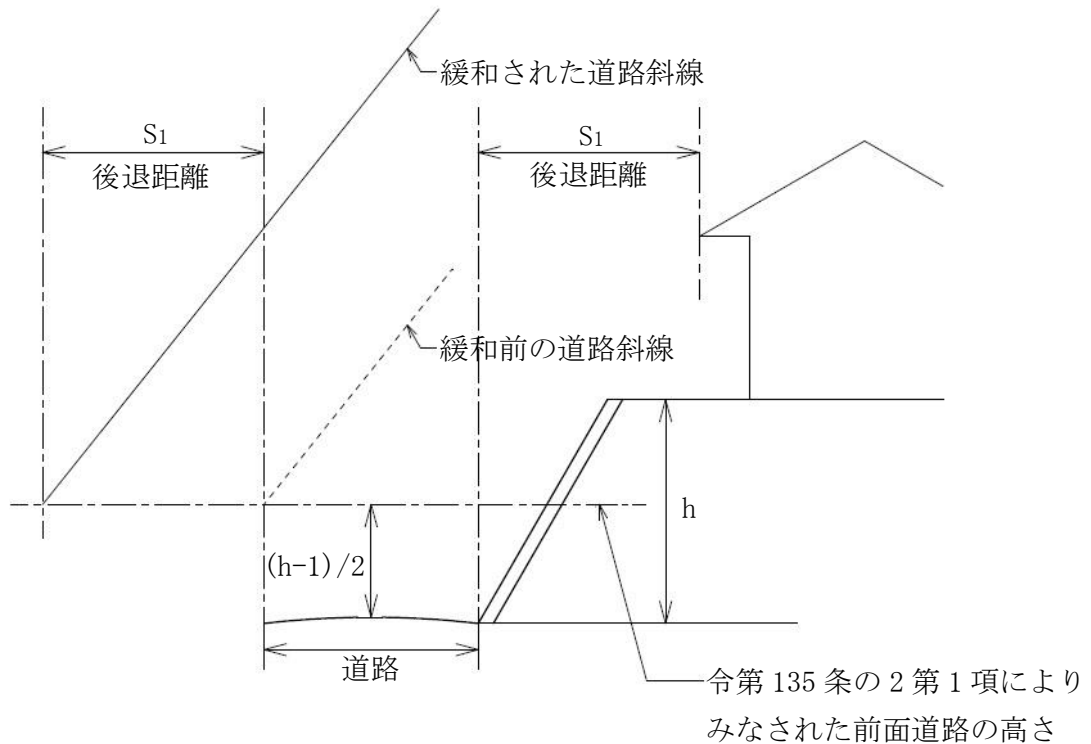 緩和された道路斜線
S1
後退距離
S1
後退距離
緩和前の道路斜線
h
(h-1)/2
道路
令第135条の2第1項により
みなされた前面道路の高さ